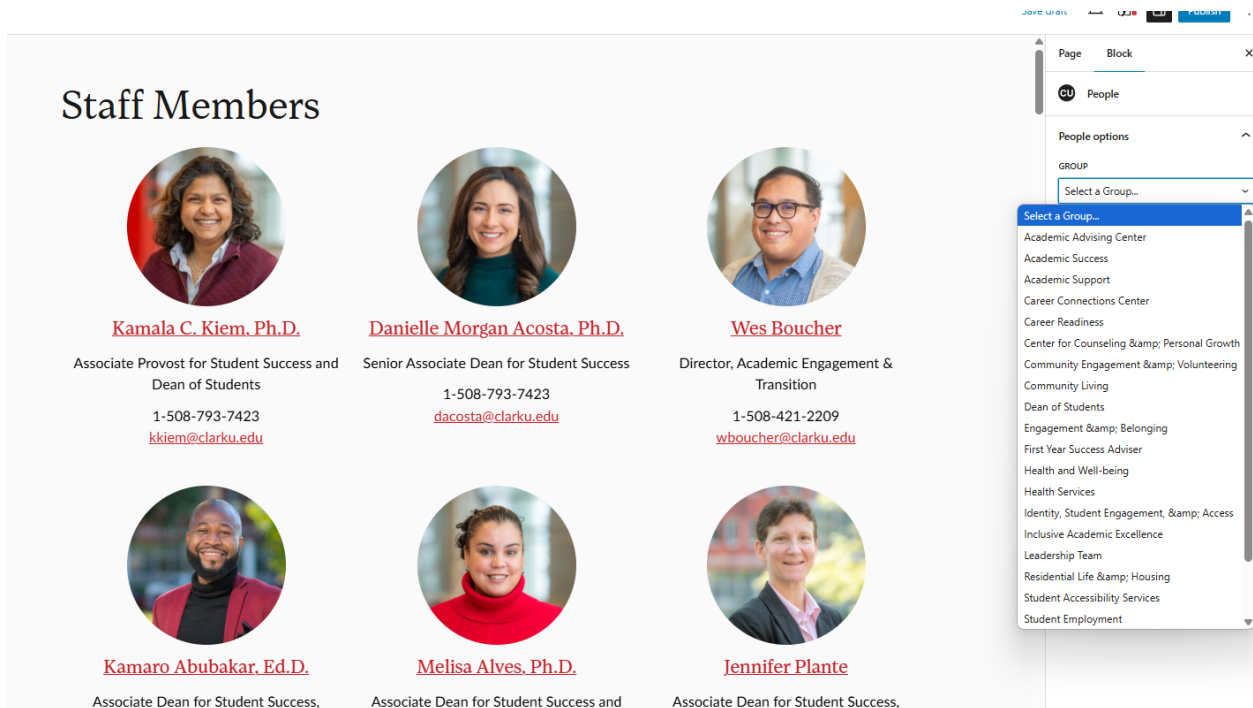 Save draft
Publish
Page Block
CU People
Staff Members
People options
GROUP
Select a Group...
Select a Group...
Academic Advising Center
Academic Success
Academic Support
Career Connections Center
Career Readiness
Center for Counseling &amp; Personal Growth
Community Engagement &amp; Volunteering
Community Living
Dean of Students
Engagement &amp; Belonging
First Year Success Adviser
Health and Well-being
Health Services
Identity, Student Engagement, &amp; Access
Inclusive Academic Excellence
Leadership Team
Residential Life &amp; Housing
Student Accessibility Services
Student Employment
Kamala C. Kiem, Ph.D.
Associate Provost for Student Success and
Dean of Students
1-508-793-7423
kkiem@clarku.edu
Danielle Morgan Acosta, Ph.D.
Senior Associate Dean for Student Success
1-508-793-7423
dacosta@clarku.edu
Wes Boucher
Director, Academic Engagement &
Transition
1-508-421-2209
wboucher@clarku.edu
Kamaro Abubakar, Ed.D.
Associate Dean for Student Success,
Melisa Alves, Ph.D.
Associate Dean for Student Success and
Jennifer Plante
Associate Dean for Student Success,